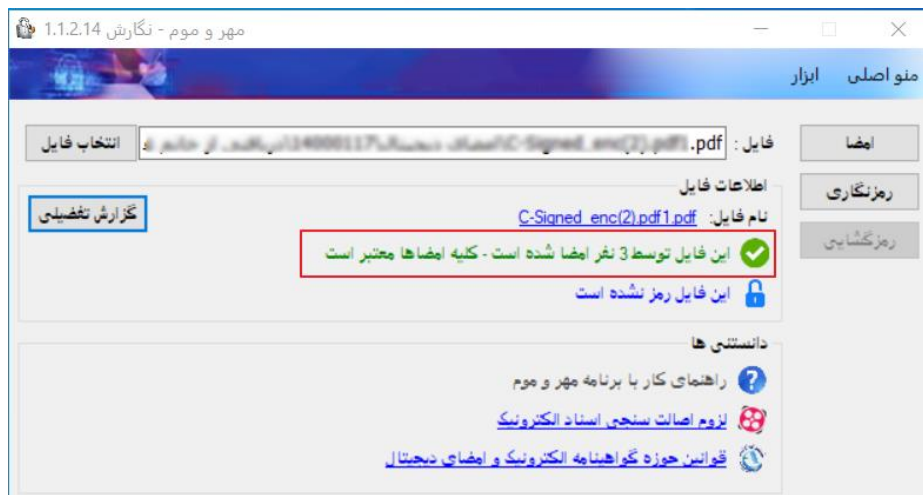 مهر و موم - نگارش 1.1.2.14
منو اصلی ابزار
امضا
رمزنگاری
رمزگشایی
فایل : .pdf
انتخاب فایل
اطلاعات فایل
نام فایل: C-Signed_enc(2).pdf1.pdf
گزارش تفضیلی
این فایل توسط 3 نفر امضا شده است - کلیه امضاها معتبر است
این فایل رمز نشده است
دانستنی ها
راهنمای کار با برنامه مهر و موم
لزوم اصالت سنجی اسناد الکترونیک
قوانین حوزه گواهینامه الکترونیک و امضای دیجیتال